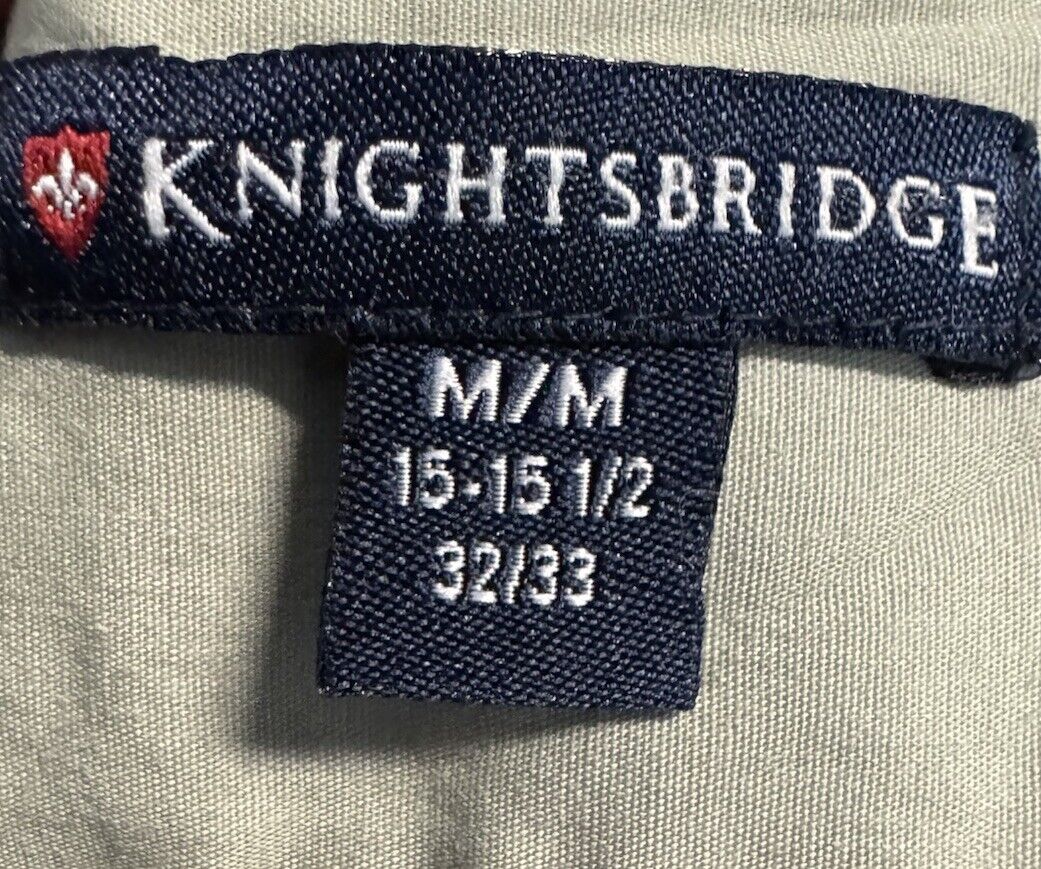 KNIGHTSBRIDGE
M/M
15-15 1/2
32/33